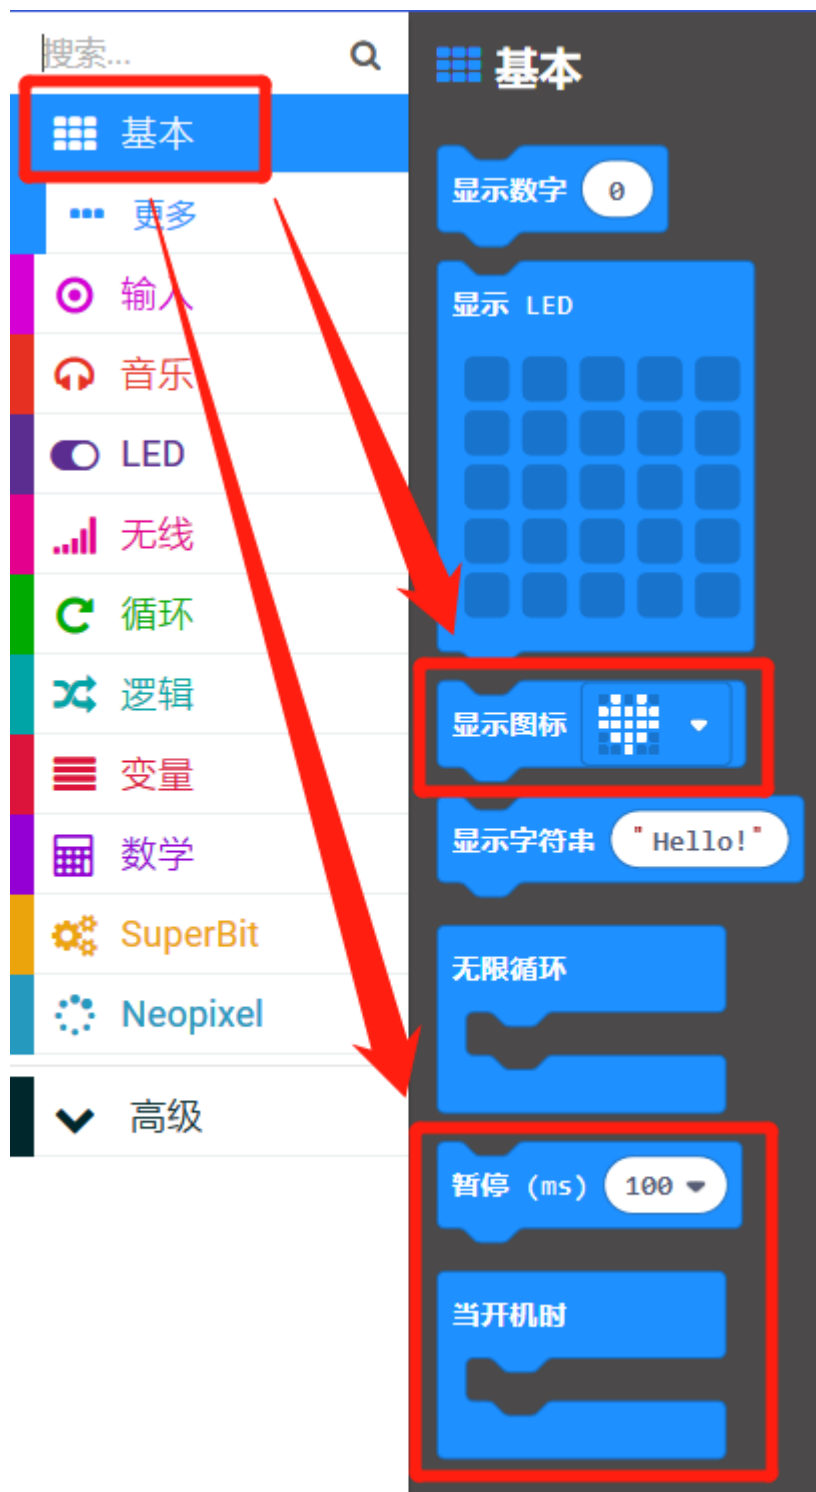 搜索...
基本
更多
输入
音乐
LED
无线
循环
逻辑
变量
数学
SuperBit
Neopixel
高级
基本
显示数字 0
显示 LED
显示图标
显示字符串 "Hello!"
无限循环
暂停 (ms) 100
当开机时